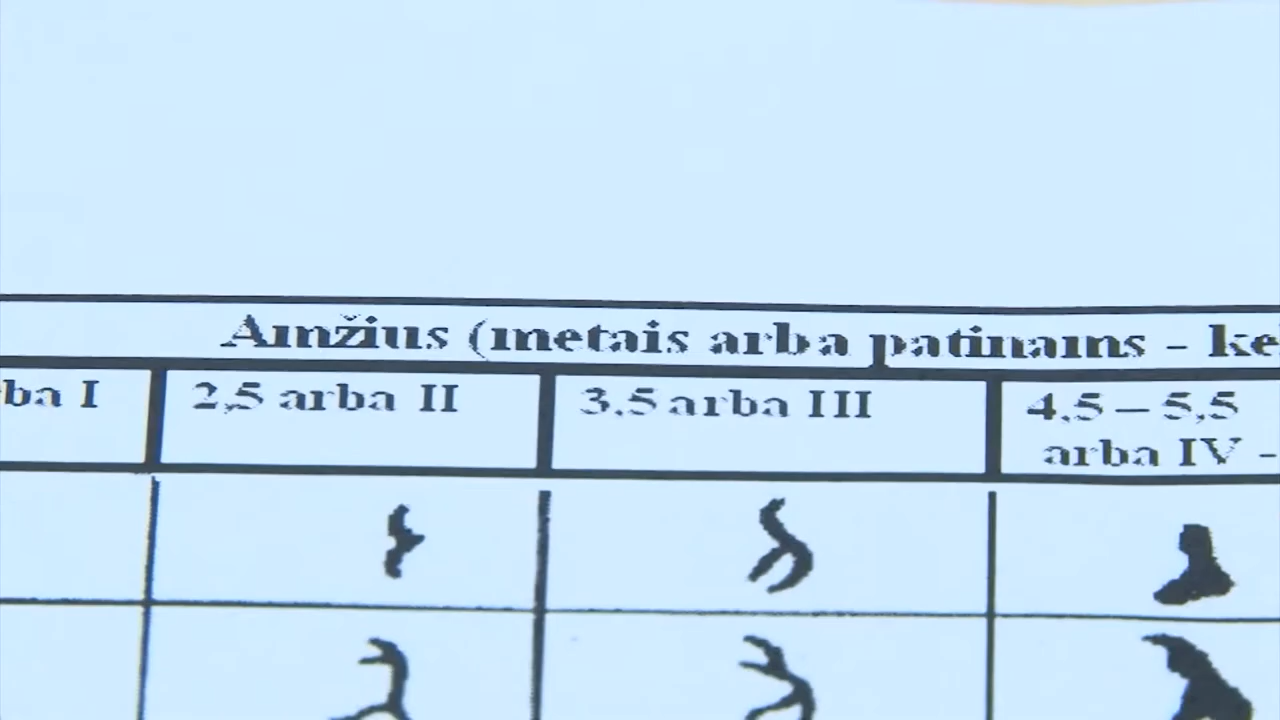 Amžius (metais arba patinams - ke
ba I
2,5 arba II
3,5 arba III
4,5 – 5,5
arba IV -